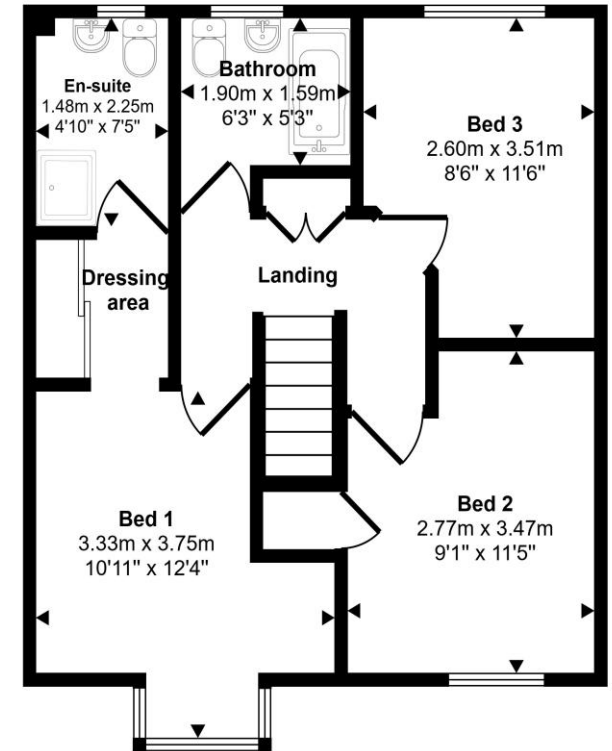 En-suite
1.48m x 2.25m
4'10" x 7'5"
Bathroom
1.90m x 1.59m
6'3" x 5'3"
Bed 3
2.60m x 3.51m
8'6" x 11'6"
Dressing
area
Landing
Bed 1
3.33m x 3.75m
10'11" x 12'4"
Bed 2
2.77m x 3.47m
9'1" x 11'5"